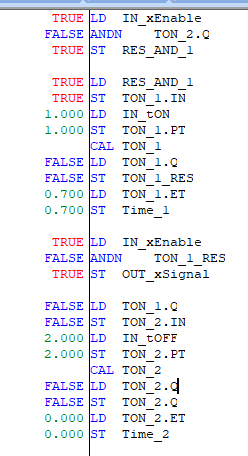 TRUE LD IN_xEnable
FALSE ANDN TON_2.Q
TRUE ST RES_AND_1
TRUE LD RES_AND_1
TRUE ST TON_1.IN
1.000 LD IN_tON
1.000 ST TON_1.PT
CAL TON_1
FALSE LD TON_1.Q
FALSE ST TON_1_RES
0.700 LD TON_1.ET
0.700 ST Time_1
TRUE LD IN_xEnable
FALSE ANDN TON_1_RES
TRUE ST OUT_xSignal
FALSE LD TON_1.Q
FALSE ST TON_2.IN
2.000 LD IN_tOFF
2.000 ST TON_2.PT
CAL TON_2
FALSE LD TON_2.Q
FALSE ST TON_2.Q
0.000 LD TON_2.ET
0.000 ST Time_2